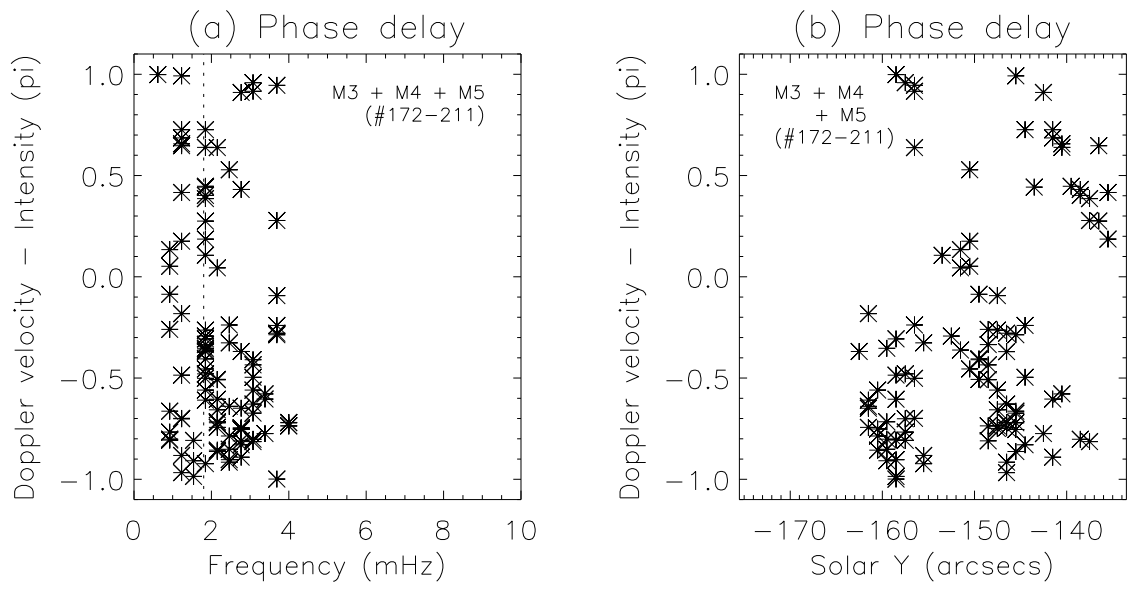 (a) Phase delay
Doppler velocity − Intensity (pi)
1.0
0.5
0.0
−0.5
−1.0
M3 + M4 + M5
(#172−211)
0 2 4 6 8 10
Frequency (mHz)
(b) Phase delay
Doppler velocity − Intensity (pi)
1.0
0.5
0.0
−0.5
−1.0
M3 + M4
+ M5
(#172−211)
−170 −160 −150 −140
Solar Y (arcsecs)